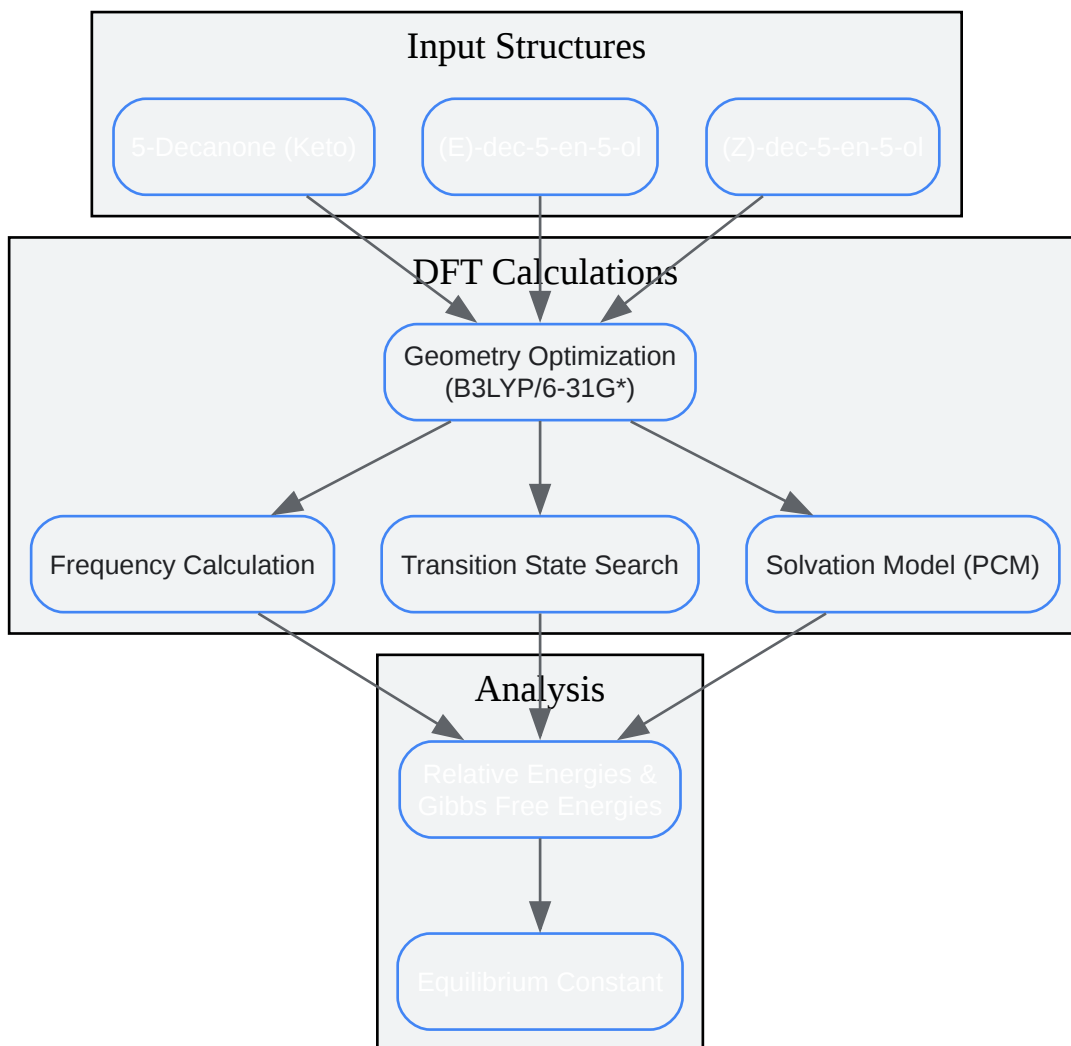 Input Structures
5-Decanone (Keto)
(E)-dec-5-en-5-ol
(Z)-dec-5-en-5-ol
DFT Calculations
Geometry Optimization
(B3LYP/6-31G*)
Frequency Calculation
Transition State Search
Solvation Model (PCM)
Analysis
Relative Energies &
Gibbs Free Energies
Equilibrium Constant